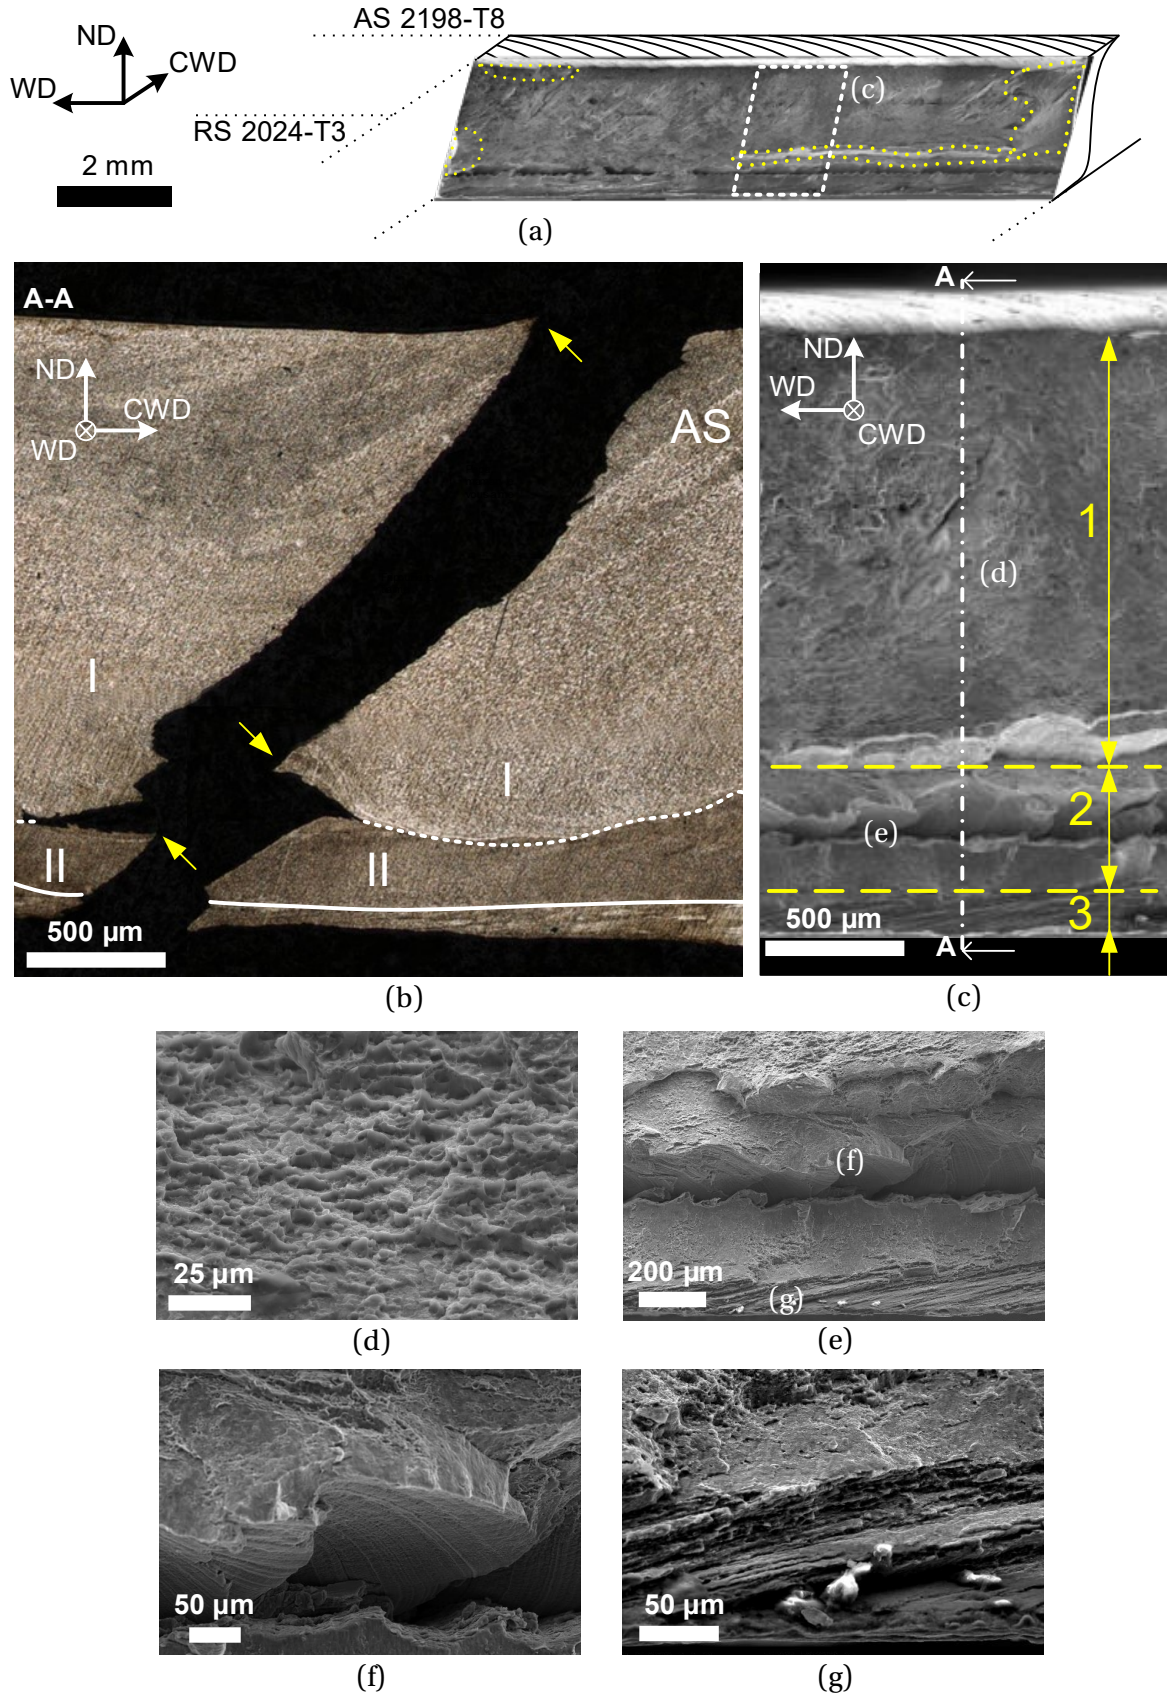 AS 2198-T8
ND
CWD
WD
RS 2024-T3
2 mm
(c)
(a)
A-A
ND
CWD
WD
AS
I
I
II
II
500 µm
(b)
A
ND
WD
CWD
1
(d)
2
(e)
3
500 µm
A
(c)
25 µm
(d)
(f)
200 µm
(g)
(e)
50 µm
(f)
50 µm
(g)